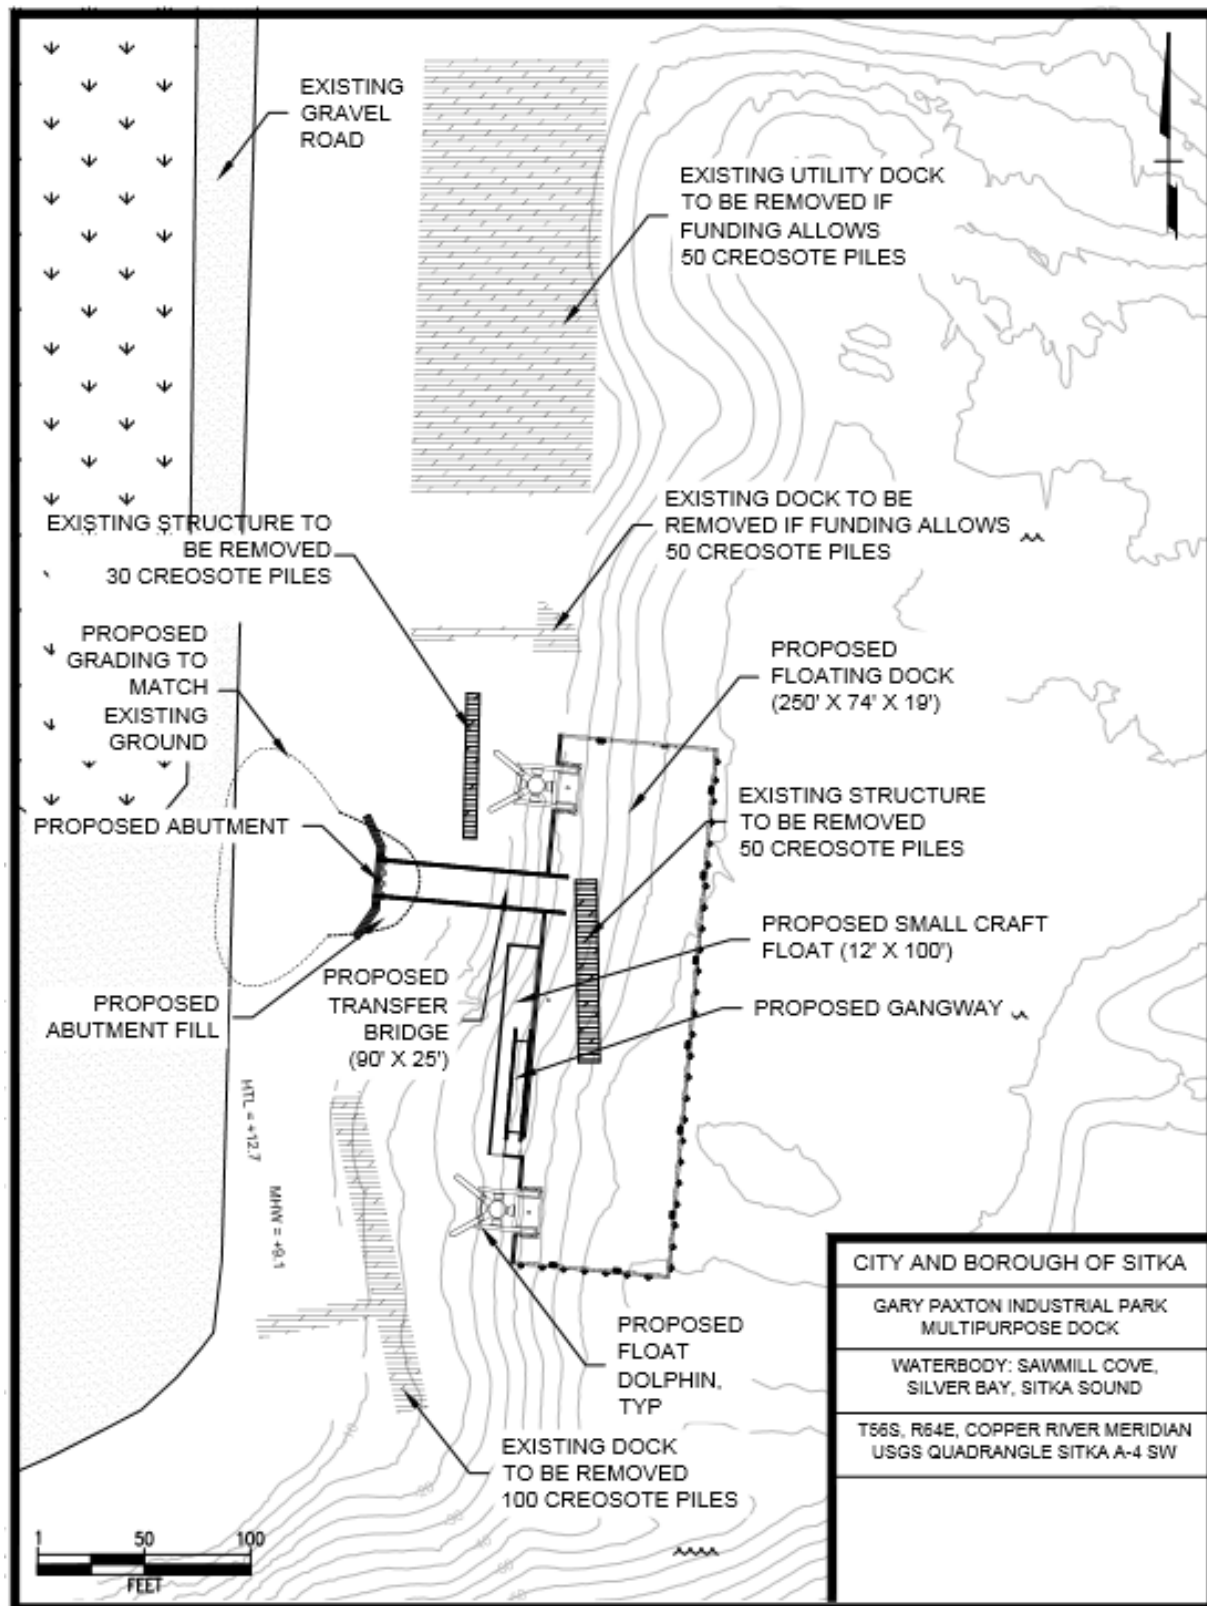 EXISTING
GRAVEL
ROAD
EXISTING UTILITY DOCK
TO BE REMOVED IF
FUNDING ALLOWS
50 CREOSOTE PILES
EXISTING DOCK TO BE
REMOVED IF FUNDING ALLOWS
50 CREOSOTE PILES
EXISTING STRUCTURE TO
BE REMOVED
30 CREOSOTE PILES
PROPOSED
GRADING TO
MATCH
EXISTING
GROUND
PROPOSED
FLOATING DOCK
(250' X 74' X 19')
PROPOSED ABUTMENT
EXISTING STRUCTURE
TO BE REMOVED
50 CREOSOTE PILES
PROPOSED SMALL CRAFT
FLOAT (12' X 100')
PROPOSED
TRANSFER
BRIDGE
(90' X 25')
PROPOSED
ABUTMENT FILL
PROPOSED GANGWAY
HTL = +12.7
MHW = +9.1
PROPOSED
FLOAT
DOLPHIN,
TYP
EXISTING DOCK
TO BE REMOVED
100 CREOSOTE PILES
1 50 100
FEET
CITY AND BOROUGH OF SITKA
GARY PAXTON INDUSTRIAL PARK
MULTIPURPOSE DOCK
WATERBODY: SAWMILL COVE,
SILVER BAY, SITKA SOUND
T56S, R64E, COPPER RIVER MERIDIAN
USGS QUADRANGLE SITKA A-4 SW